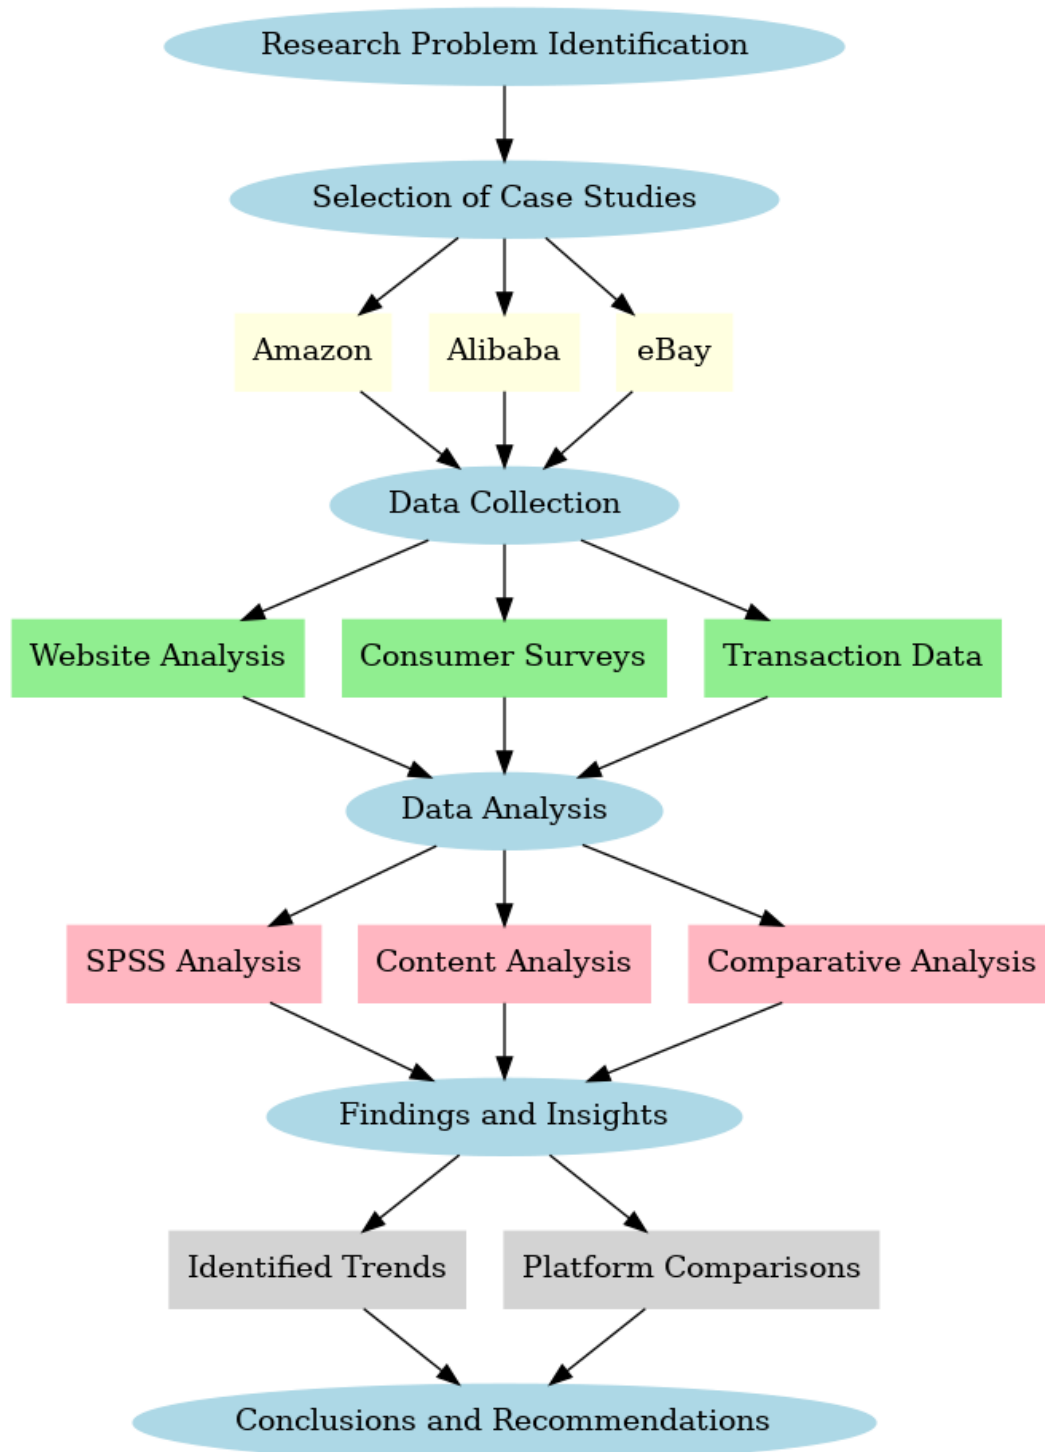 Research Problem Identification
Selection of Case Studies
Amazon
Alibaba
eBay
Data Collection
Website Analysis
Consumer Surveys
Transaction Data
Data Analysis
SPSS Analysis
Content Analysis
Comparative Analysis
Findings and Insights
Identified Trends
Platform Comparisons
Conclusions and Recommendations